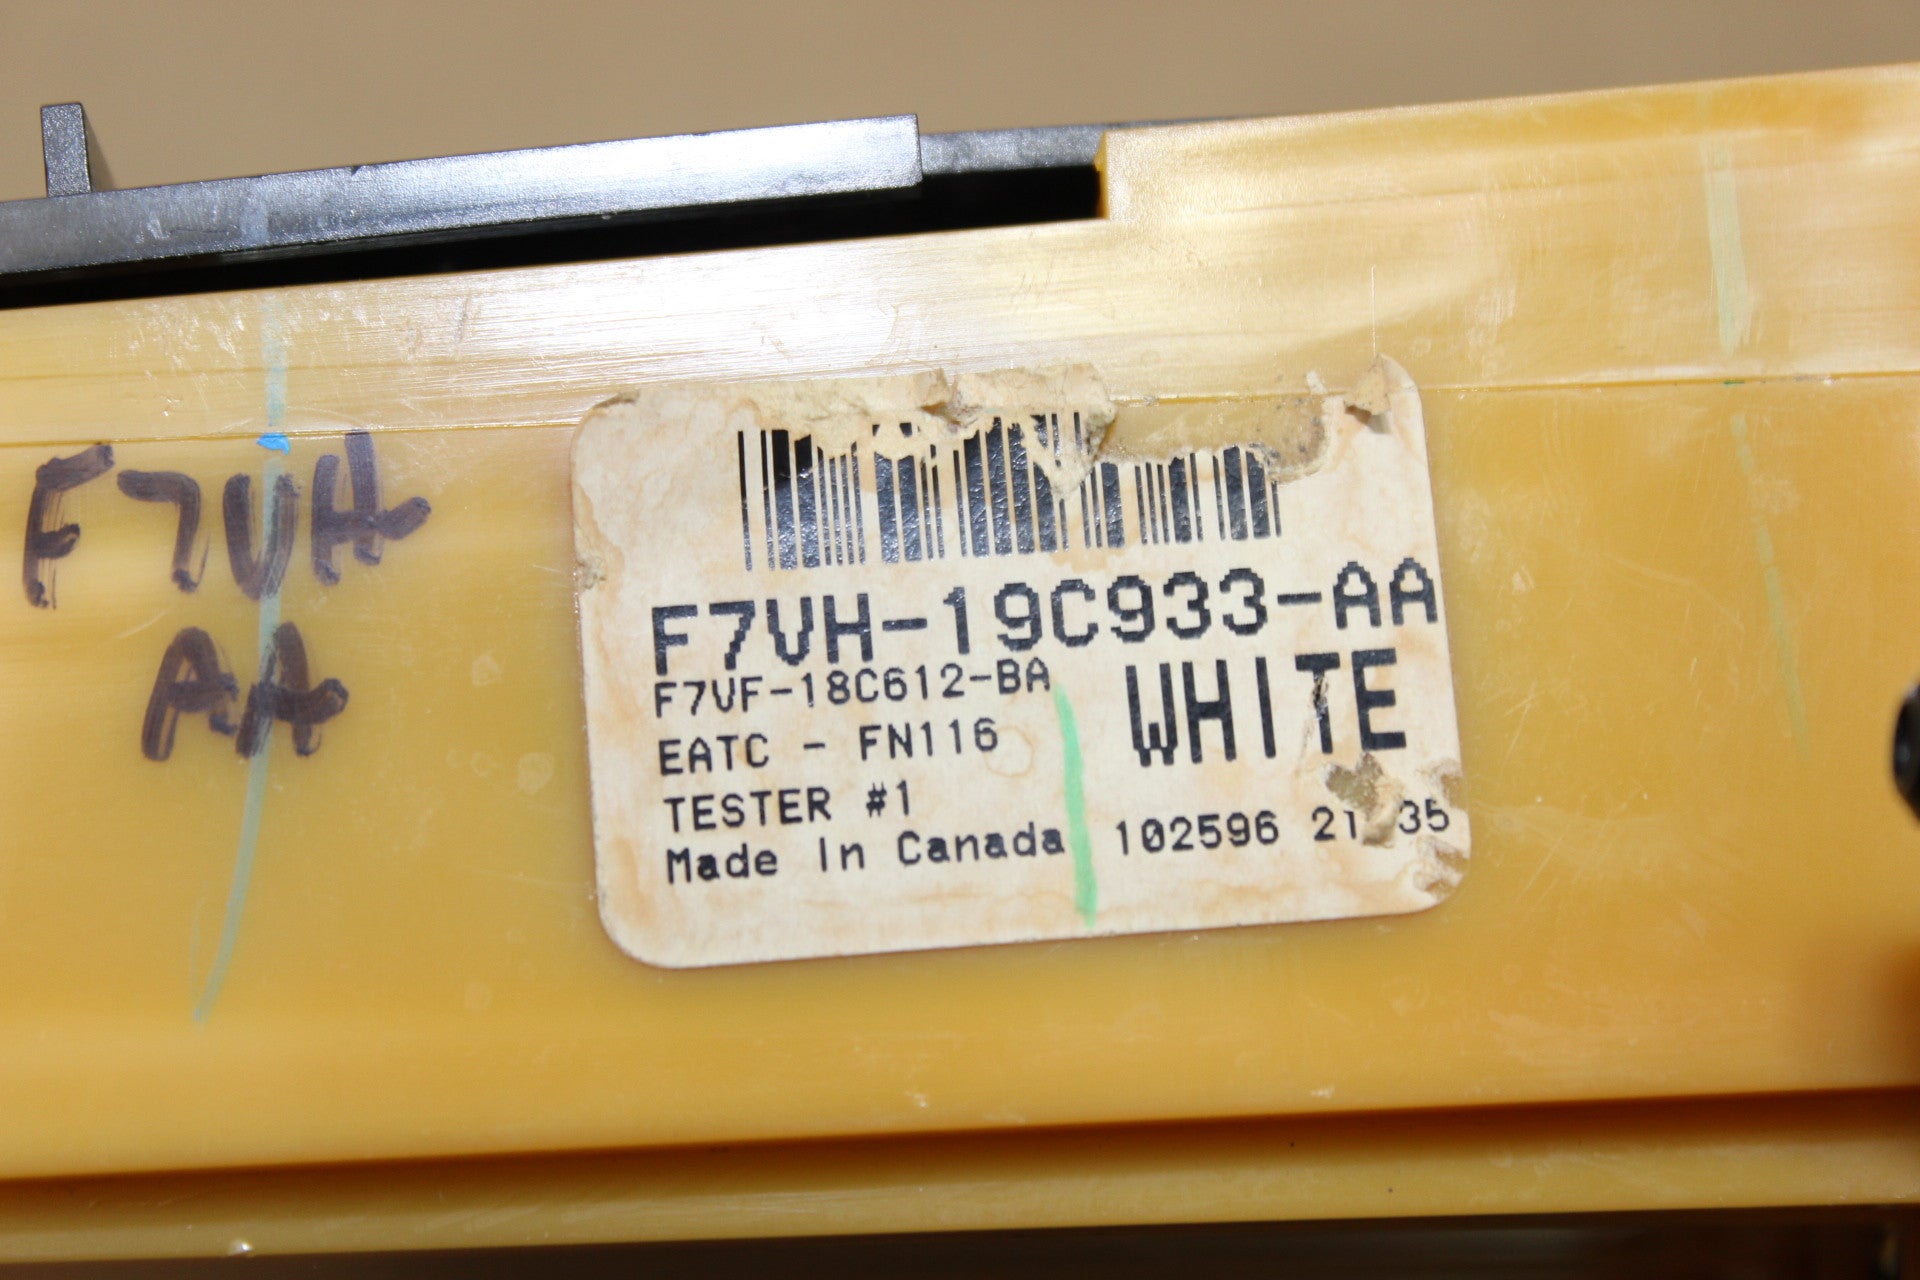 F7VH
AA
F7VH-19C933-AA
F7VF-18C612-BA
WHITE
EATC - FN116
TESTER #1
Made In Canada 102596